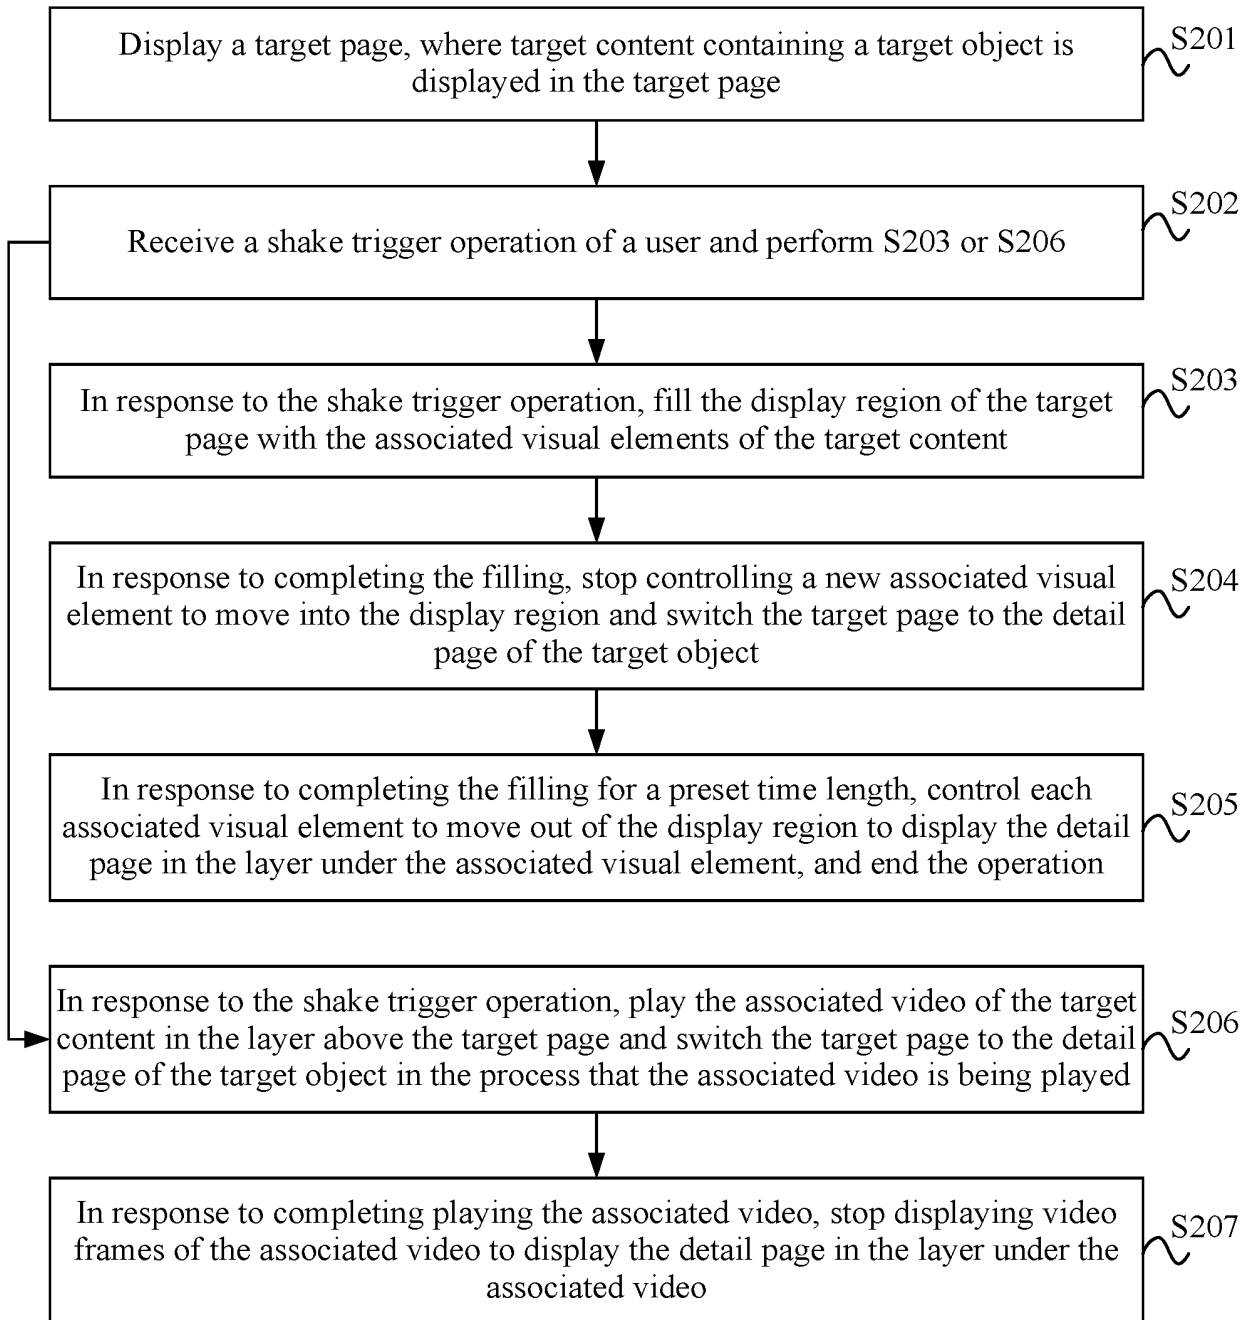 Display a target page, where target content containing a target object is
displayed in the target page
S201
Receive a shake trigger operation of a user and perform S203 or S206
S202
In response to the shake trigger operation, fill the display region of the target
page with the associated visual elements of the target content
S203
In response to completing the filling, stop controlling a new associated visual
element to move into the display region and switch the target page to the detail
page of the target object
S204
In response to completing the filling for a preset time length, control each
associated visual element to move out of the display region to display the detail
page in the layer under the associated visual element, and end the operation
S205
In response to the shake trigger operation, play the associated video of the target
content in the layer above the target page and switch the target page to the detail
page of the target object in the process that the associated video is being played
S206
In response to completing playing the associated video, stop displaying video
frames of the associated video to display the detail page in the layer under the
associated video
S207